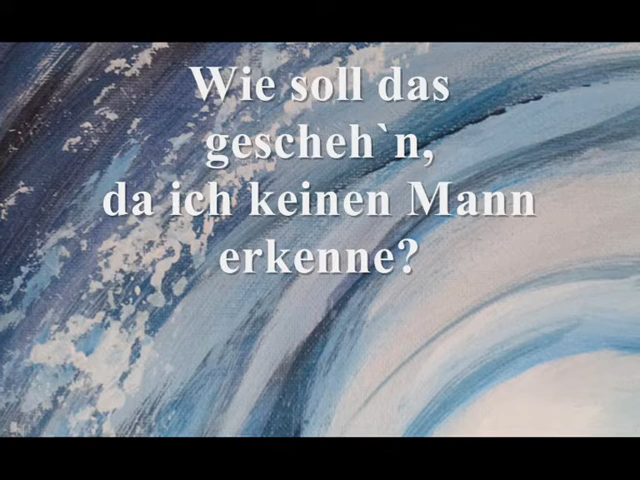 Wie soll das
gescheh`n,
da ich keinen Mann
erkenne?